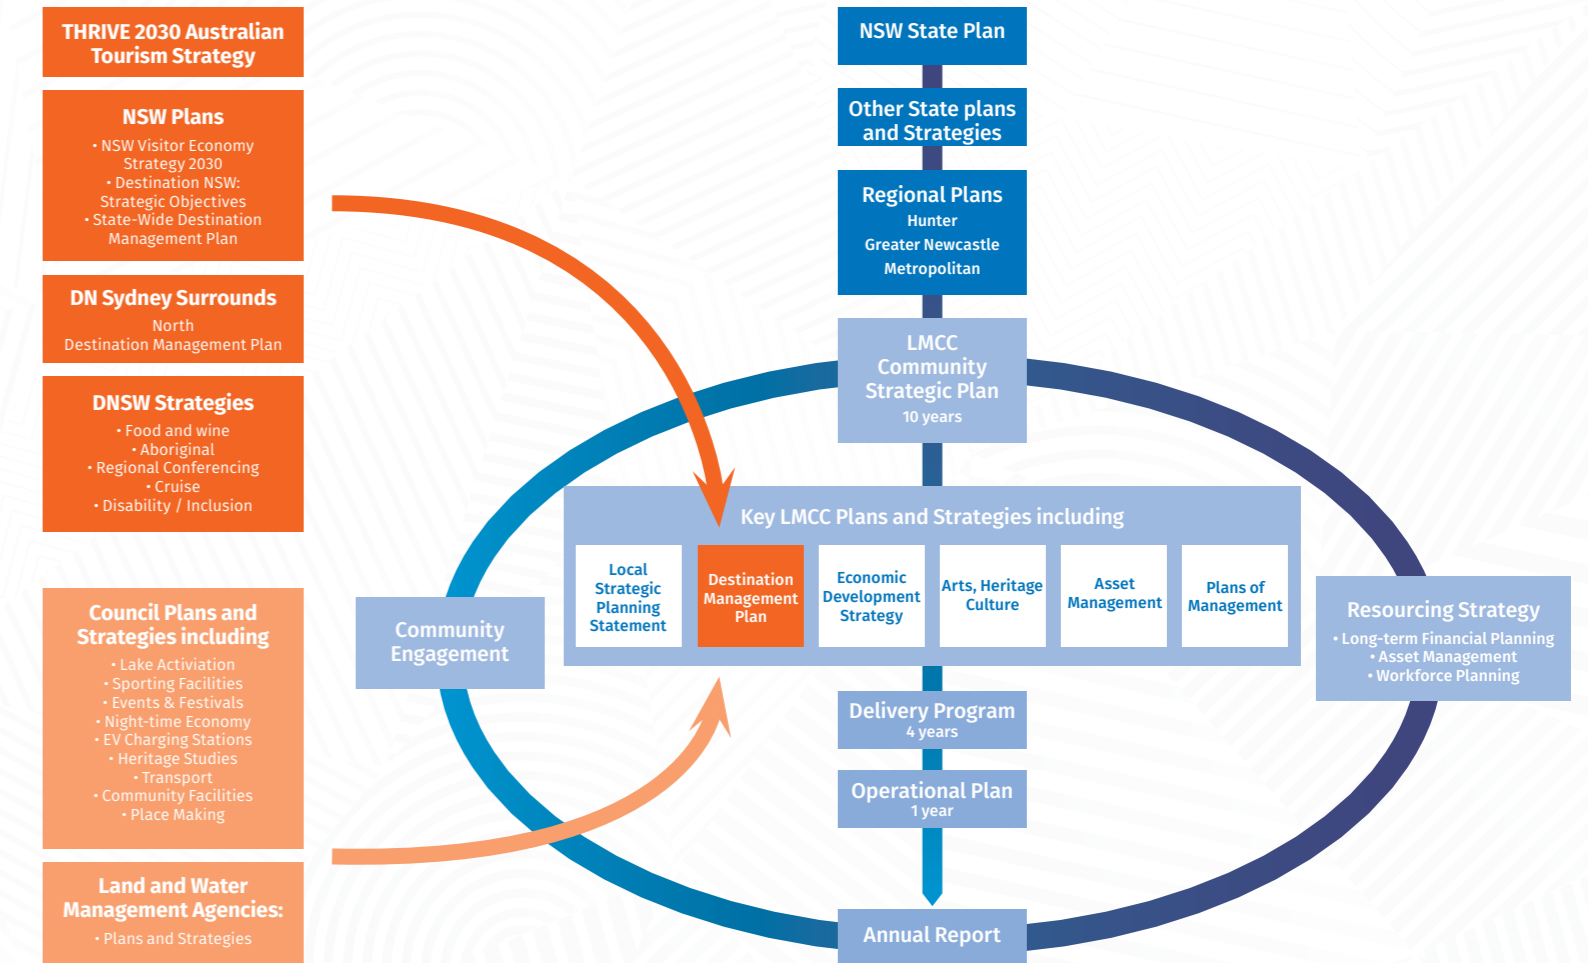 THRIVE 2030 Australian
Tourism Strategy
NSW Plans
• NSW Visitor Economy
Strategy 2030
• Destination NSW:
Strategic Objectives
• State-Wide Destination
Management Plan
DN Sydney Surrounds
North
Destination Management Plan
DNSW Strategies
• Food and wine
• Aboriginal
• Regional Conferencing
• Cruise
• Disability / Inclusion
Council Plans and
Strategies including
• Lake Activiation
• Sporting Facilities
• Events & Festivals
• Night-time Economy
• EV Charging Stations
• Heritage Studies
• Transport
• Community Facilities
• Place Making
Land and Water
Management Agencies:
• Plans and Strategies
NSW State Plan
Other State plans
and Strategies
Regional Plans
Hunter
Greater Newcastle
Metropolitan
LMCC
Community
Strategic Plan
10 years
Key LMCC Plans and Strategies including
Local
Strategic
Planning
Statement
Destination
Management
Plan
Economic
Development
Strategy
Arts, Heritage
Culture
Asset
Management
Plans of
Management
Community
Engagement
Resourcing Strategy
• Long-term Financial Planning
• Asset Management
• Workforce Planning
Delivery Program
4 years
Operational Plan
1 year
Annual Report